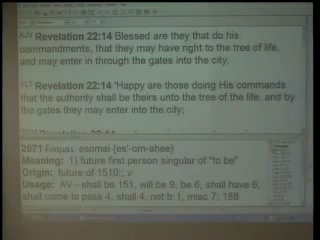 KJV Revelation 22:14 Blessed are they that do his
commandments, that they may have right to the tree of life,
and may enter in through the gates into the city.
YLT Revelation 22:14 'Happy are those doing His commands
that the authority shall be theirs unto the tree of the life, and by
the gates they may enter into the city;
Revelation 22:14
2071 ἔσομαι esomai {es'-om-ahee}
Meaning: 1) future first person singular of "to be"
Origin: future of 1510;; v
Usage: AV - shall be 151, will be 9, be 6, shall have 6,
shall come to pass 4, shall 4, not tr 1, misc 7; 188